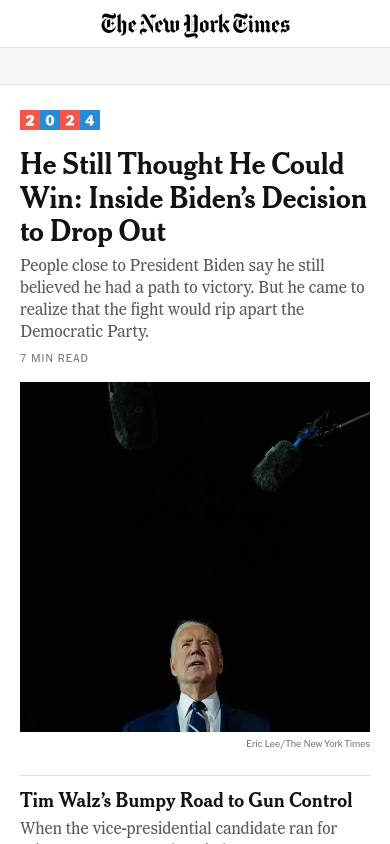 The New York Times
2024
He Still Thought He Could
Win: Inside Biden’s Decision
to Drop Out
People close to President Biden say he still
believed he had a path to victory. But he came to
realize that the fight would rip apart the
Democratic Party.
7 MIN READ
Eric Lee/The New York Times
Tim Walz’s Bumpy Road to Gun Control
When the vice-presidential candidate ran for